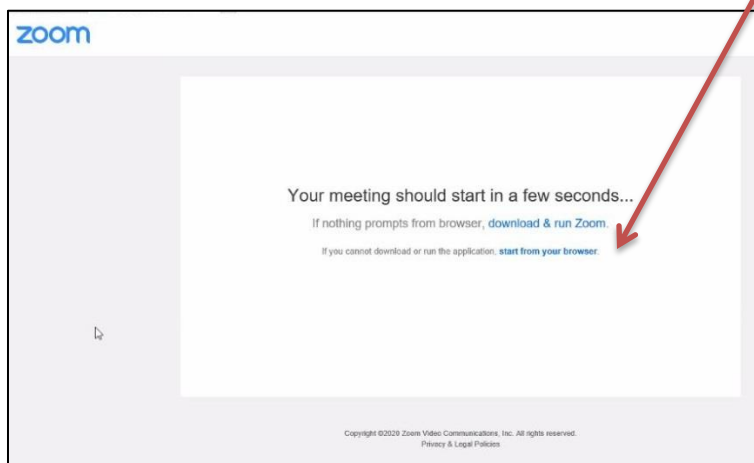 zoom
Your meeting should start in a few seconds...
If nothing prompts from browser, download & run Zoom.
If you cannot download or run the application, start from your browser.
Copyright ©2020 Zoom Video Communications, Inc. All rights reserved.
Privacy & Legal Policies